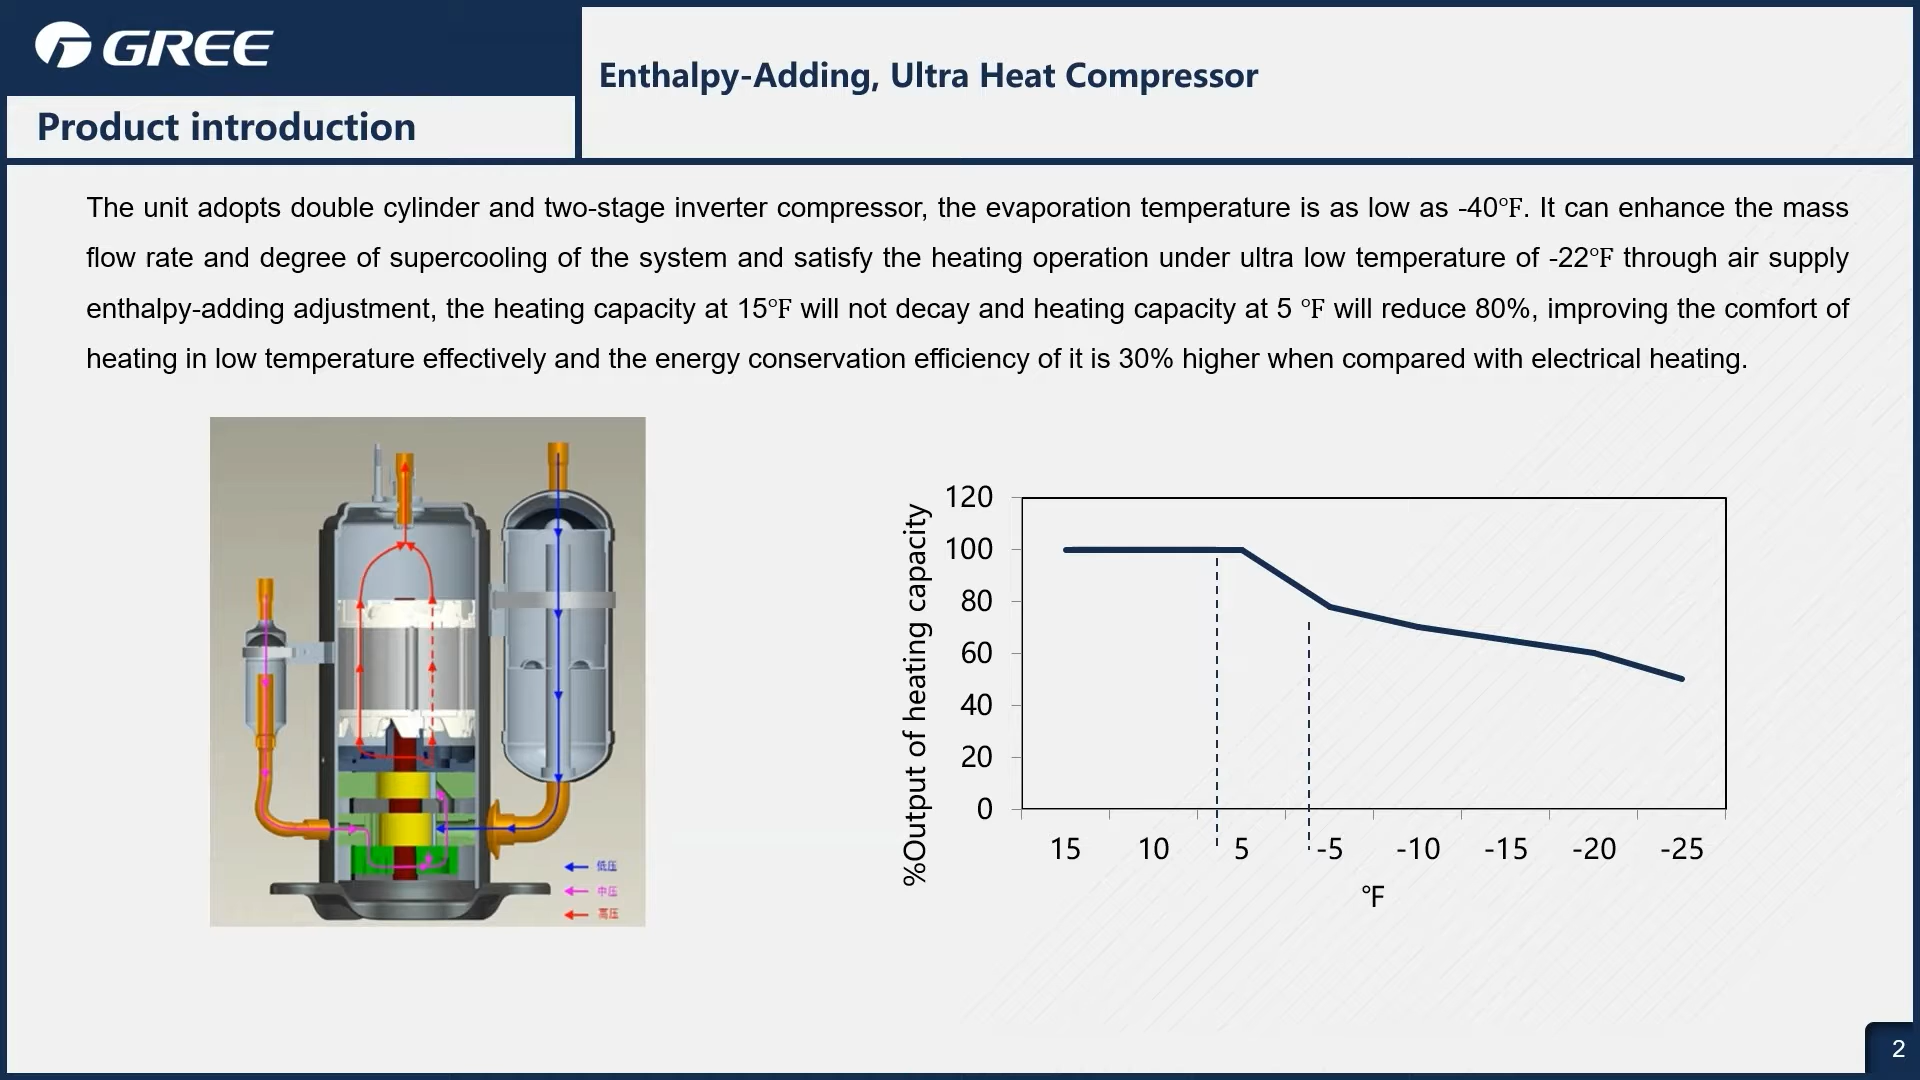 GREE
Enthalpy-Adding, Ultra Heat Compressor
Product introduction
The unit adopts double cylinder and two-stage inverter compressor, the evaporation temperature is as low as -40°F. It can enhance the mass
flow rate and degree of supercooling of the system and satisfy the heating operation under ultra low temperature of -22°F through air supply
enthalpy-adding adjustment, the heating capacity at 15°F will not decay and heating capacity at 5 °F will reduce 80%, improving the comfort of
heating in low temperature effectively and the energy conservation efficiency of it is 30% higher when compared with electrical heating.
低压
中压
高压
%Output of heating capacity
120
100
80
60
40
20
0
15 10 5 -5 -10 -15 -20 -25
°F
2